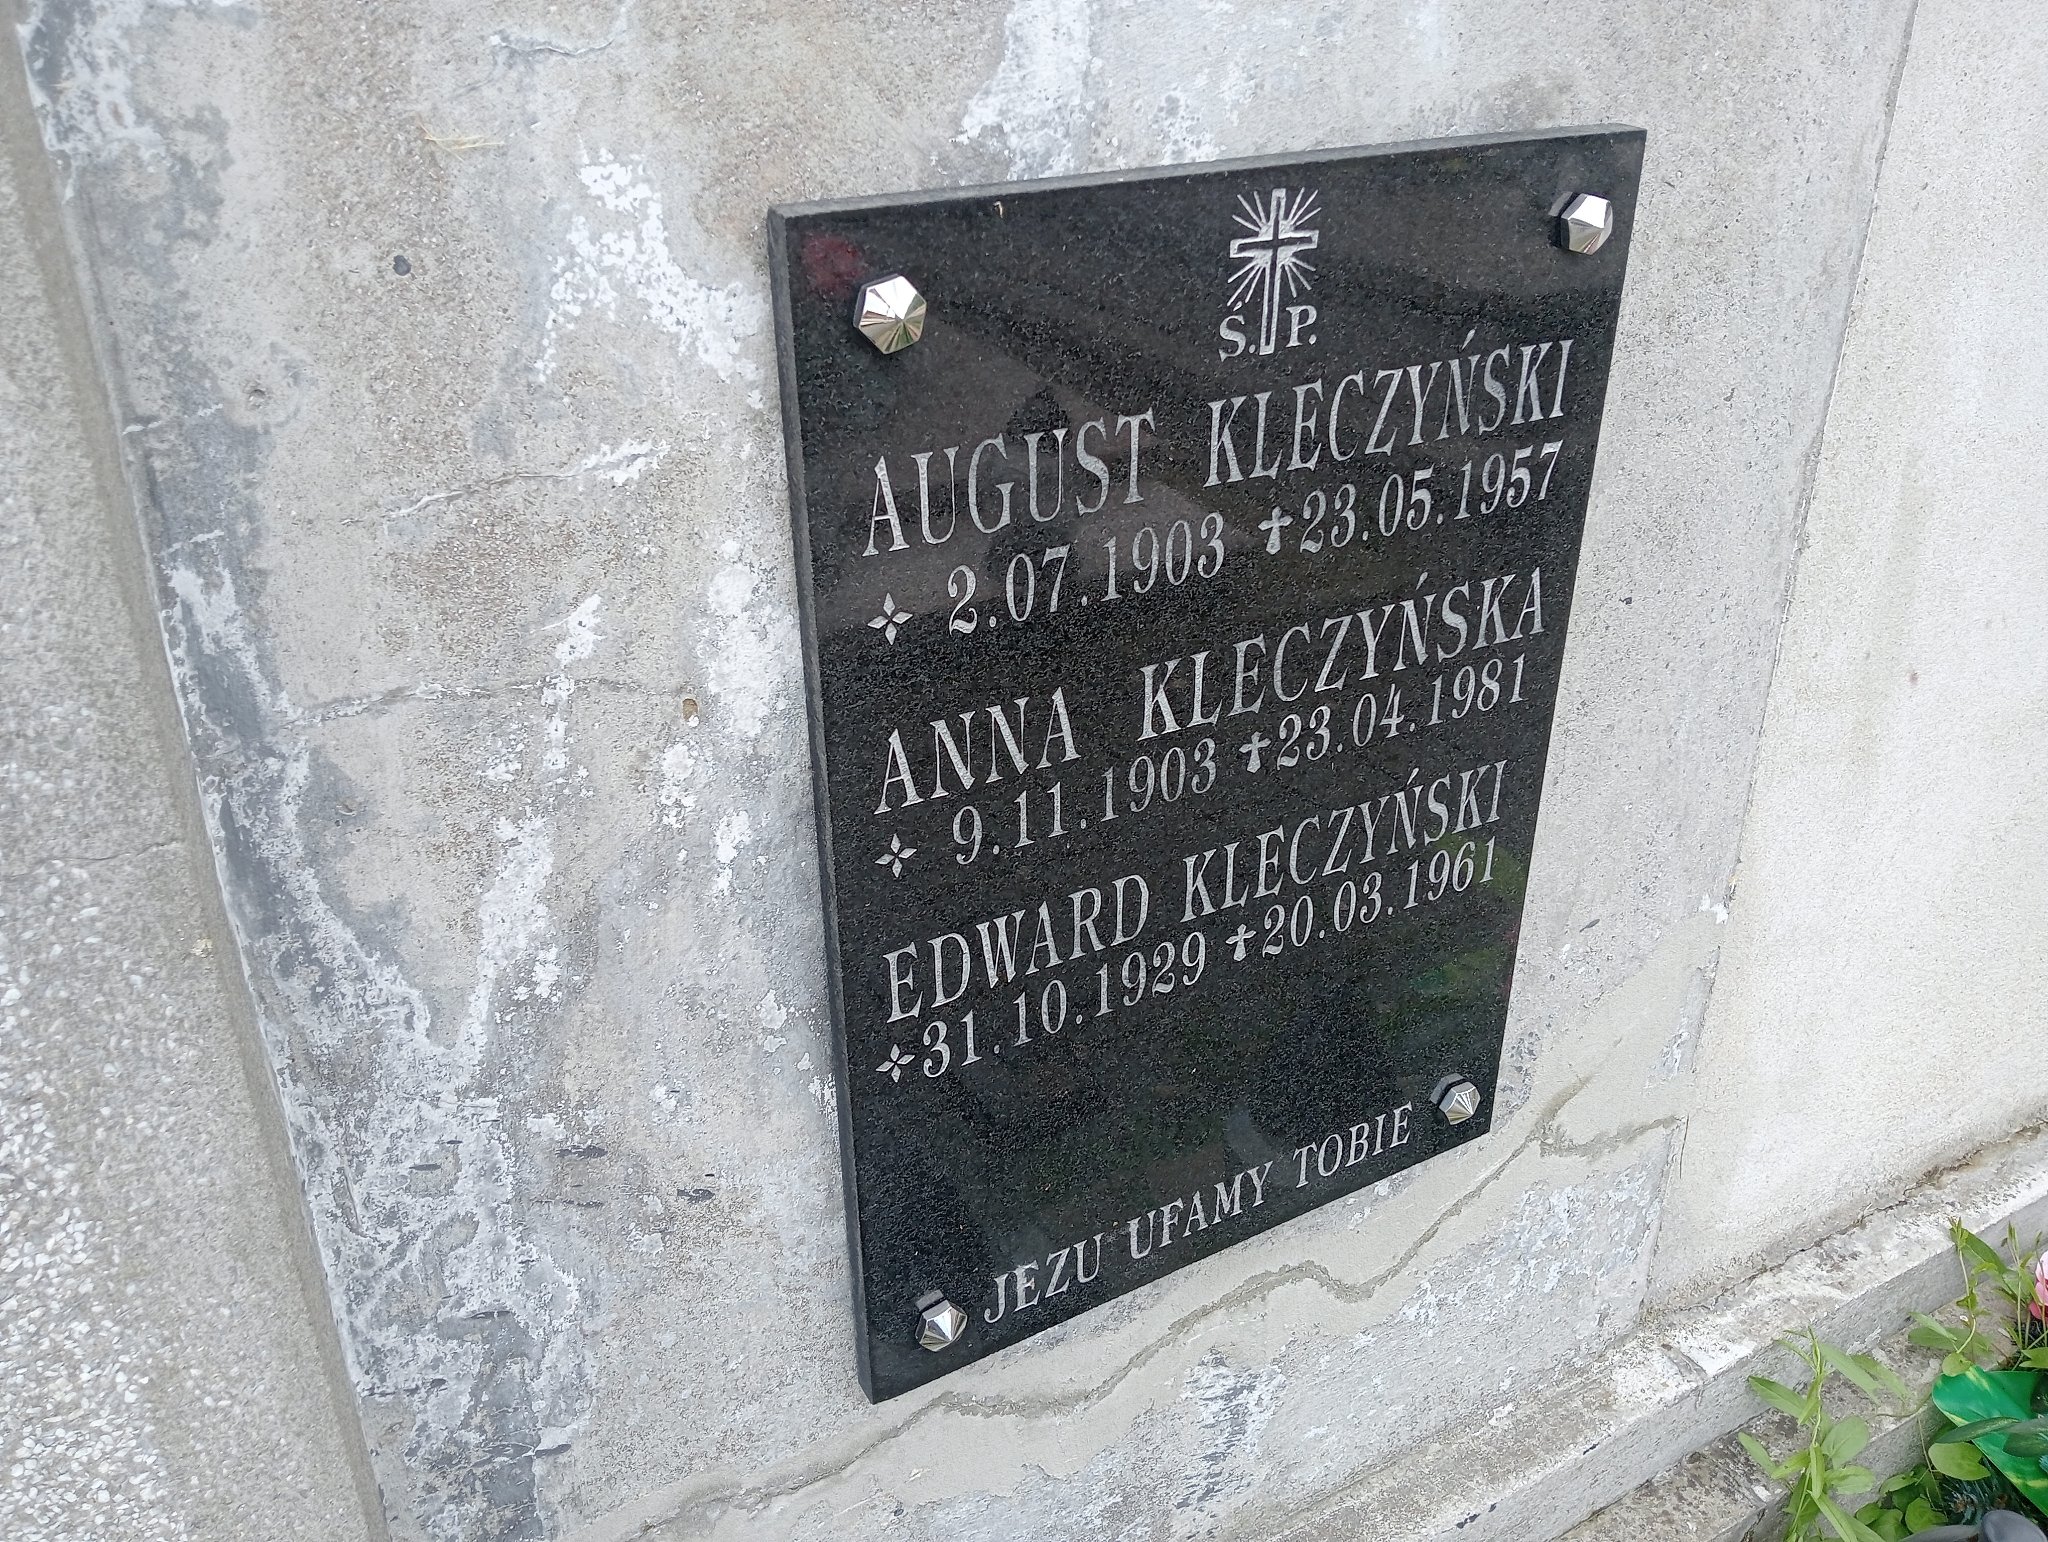 Ś. P.
AUGUST KLECZYŃSKI
2.07.1903 ✝23.05.1957
ANNA KLECZYŃSKA
9.11.1903 ✝23.04.1981
EDWARD KLECZYŃSKI
31.10.1929 ✝20.03.1961
JEZU UFAMY TOBIE